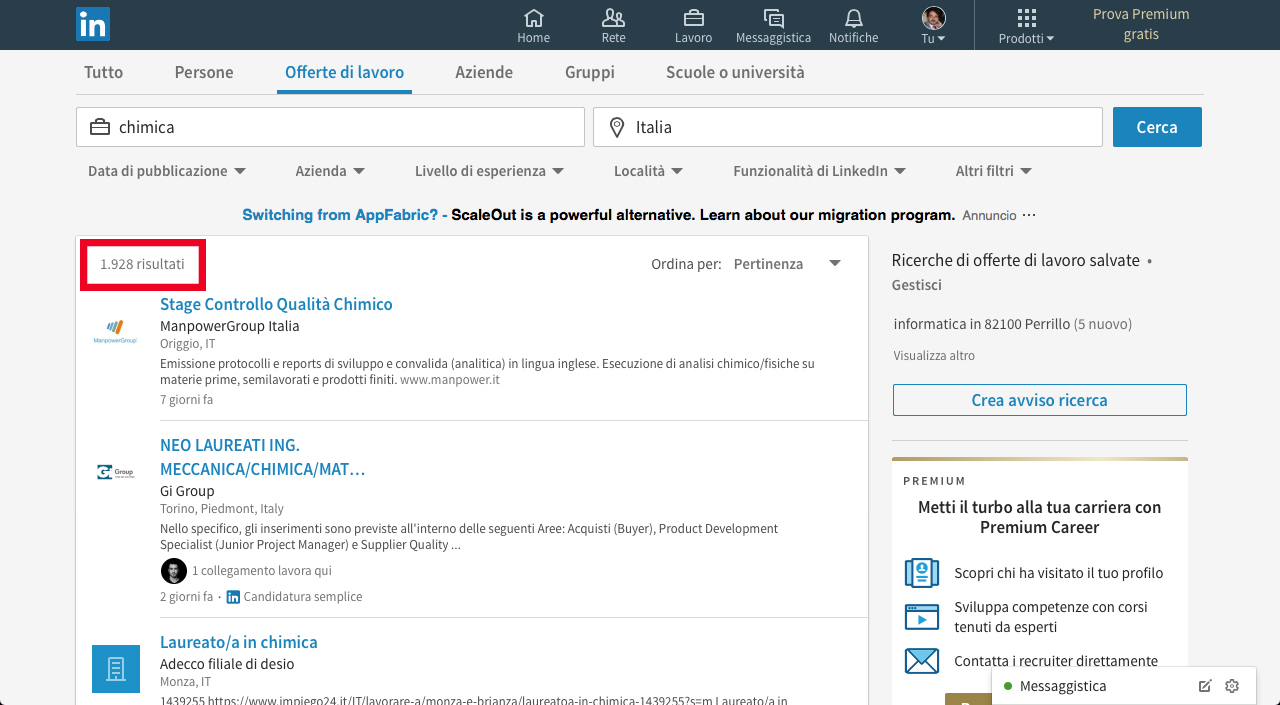 in
Home
Rete
Lavoro
Messaggistica
Notifiche
Tu
Prodotti
Prova Premium
gratis
Tutto
Persone
Offerte di lavoro
Aziende
Gruppi
Scuole o università
chimica
Italia
Cerca
Data di pubblicazione
Azienda
Livello di esperienza
Località
Funzionalità di LinkedIn
Altri filtri
Switching from AppFabric? - ScaleOut is a powerful alternative. Learn about our migration program. Annuncio ···
1.928 risultati
Ordina per: Pertinenza
Stage Controllo Qualità Chimico
ManpowerGroup
ManpowerGroup Italia
Origgio, IT
Emissione protocolli e reports di sviluppo e convalida (analitica) in lingua inglese. Esecuzione di analisi chimico/fisiche su
materie prime, semilavorati e prodotti finiti. www.manpower.it
7 giorni fa
NEO LAUREATI ING.
MECCANICA/CHIMICA/MAT…
G Group
Gi Group
Torino, Piedmont, Italy
Nello specifico, gli inserimenti sono previste all'interno delle seguenti Aree: Acquisti (Buyer), Product Development
Specialist (Junior Project Manager) e Supplier Quality ...
1 collegamento lavora qui
2 giorni fa · in Candidatura semplice
Laureato/a in chimica
Adecco filiale di desio
Monza, IT
1439255 https://www.impiego24.it/IT/lavorare-a/monza-e-brianza/laureatoa-in-chimica-1439255?s=m Laureato/a in
Ricerche di offerte di lavoro salvate •
Gestisci
informatica in 82100 Perrillo (5 nuovo)
Visualizza altro
Crea avviso ricerca
PREMIUM
Metti il turbo alla tua carriera con
Premium Career
Scopri chi ha visitato il tuo profilo
Sviluppa competenze con corsi
tenuti da esperti
Contatta i recruiter direttamente
Messaggistica